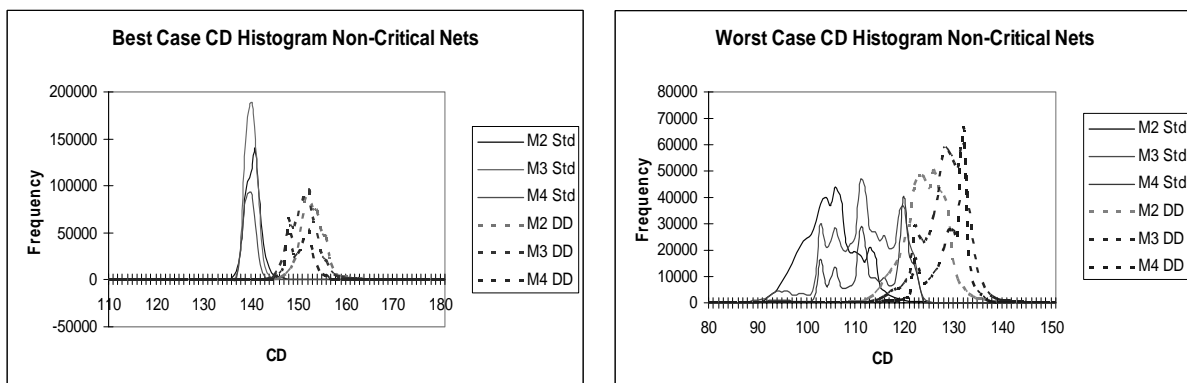 Best Case CD Histogram Non-Critical Nets
Frequency
200000
150000
100000
50000
0
-50000
110 120 130 140 150 160 170 180
CD
M2 Std
M3 Std
M4 Std
M2 DD
M3 DD
M4 DD
Worst Case CD Histogram Non-Critical Nets
Frequency
80000
70000
60000
50000
40000
30000
20000
10000
0
80 90 100 110 120 130 140 150
CD
M2 Std
M3 Std
M4 Std
M2 DD
M3 DD
M4 DD